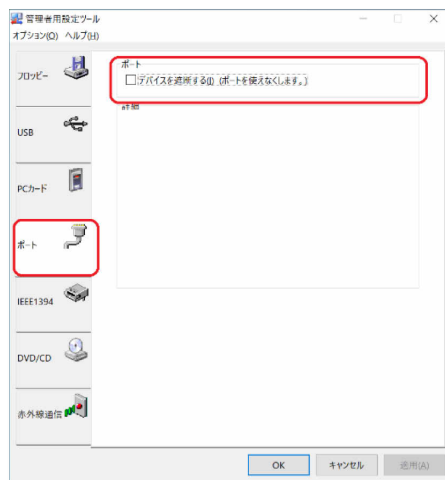 管理者用設定ツール
オプション(O) ヘルプ(H)
フロッピー
USB
PCカード
ポート
IEEE1394
DVD/CD
赤外線通信
ポート
デバイスを遮断する(I) (ポートを使えなくします。)
詳細
OK
キャンセル
適用(A)